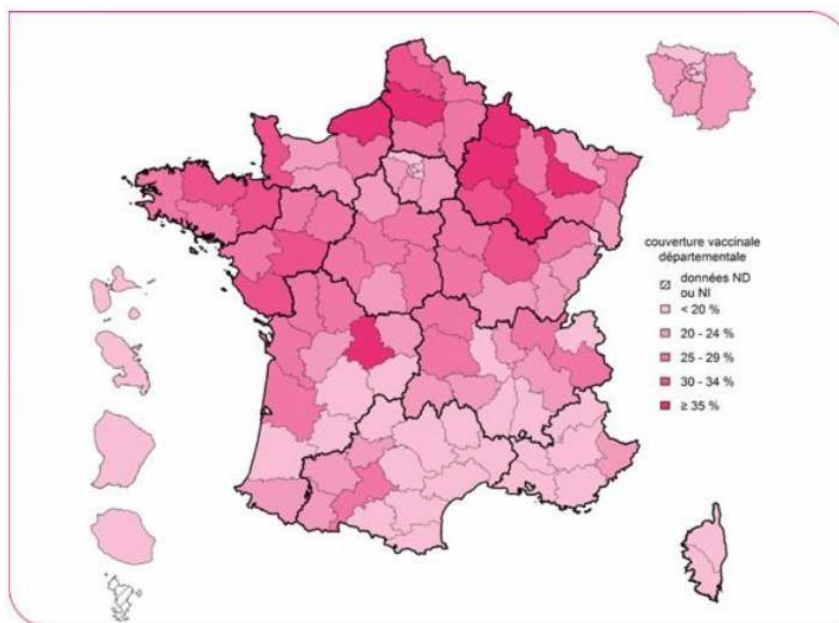 couverture vaccinale
départementale
données ND
ou NI
< 20 %
20 - 24 %
25 - 29 %
30 - 34 %
≥ 35 %